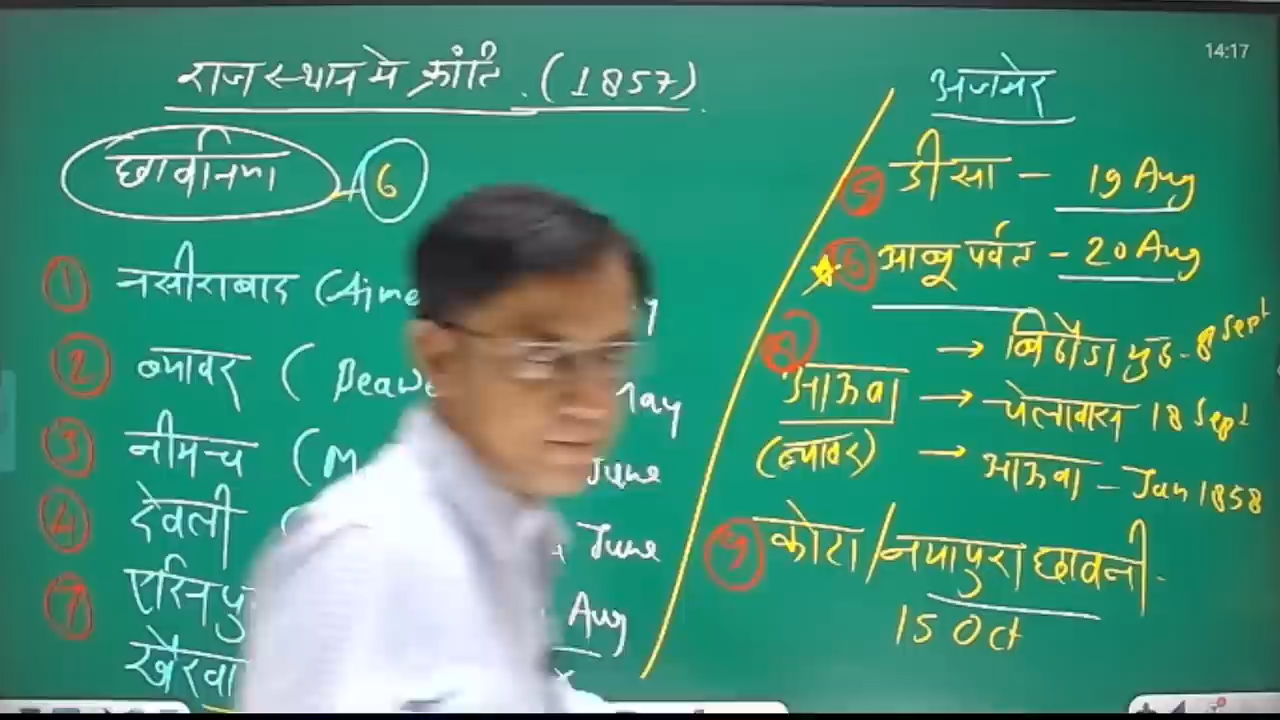 राजस्थान मे क्रांति (1857)
छावनिया 6
① नसीराबाद (Ajme
② ब्यावर (Beawe
③ नीमच (M June
④ देवली ( June
⑦ एरिनपु Aug
खैरवा
14:17
अजमेर
⑤ डीसा - 19 Aug
⑥ आबू पर्वत - 20 Aug
⑧ आऊवा (ब्यावर)
→ बिठौडा युद्ध - 8 Sept
→ चेलावास 18 Sept
→ आऊवा - Jan 1858
⑨ कोटा/नयापुरा छावनी -
15 Oct